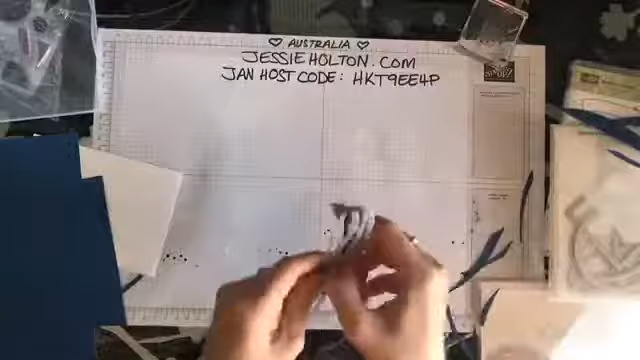 ♡ AUSTRALIA ♡
JESSIEHOLTON.COM
JAN HOST CODE: HKT9EE4P